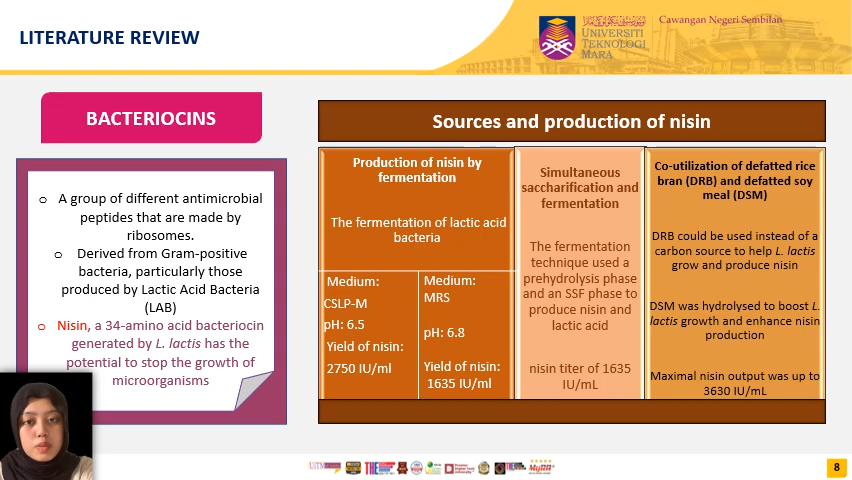 LITERATURE REVIEW
UNIVERSITI
TEKNOLOGI
MARA
Cawangan Negeri Sembilan
BACTERIOCINS
o A group of different antimicrobial
peptides that are made by
ribosomes.
o Derived from Gram-positive
bacteria, particularly those
produced by Lactic Acid Bacteria
(LAB)
o Nisin, a 34-amino acid bacteriocin
generated by L. lactis has the
potential to stop the growth of
microorganisms
Sources and production of nisin
Production of nisin by
fermentation
The fermentation of lactic acid
bacteria
Medium:
CSLP-M
pH: 6.5
Yield of nisin:
2750 IU/ml
Medium:
MRS
pH: 6.8
Yield of nisin:
1635 IU/ml
Simultaneous
saccharification and
fermentation
The fermentation
technique used a
prehydrolysis phase
and an SSF phase to
produce nisin and
lactic acid
nisin titer of 1635
IU/mL
Co-utilization of defatted rice
bran (DRB) and defatted soy
meal (DSM)
DRB could be used instead of a
carbon source to help L. lactis
grow and produce nisin
DSM was hydrolysed to boost L.
lactis growth and enhance nisin
production
Maximal nisin output was up to
3630 IU/mL
8